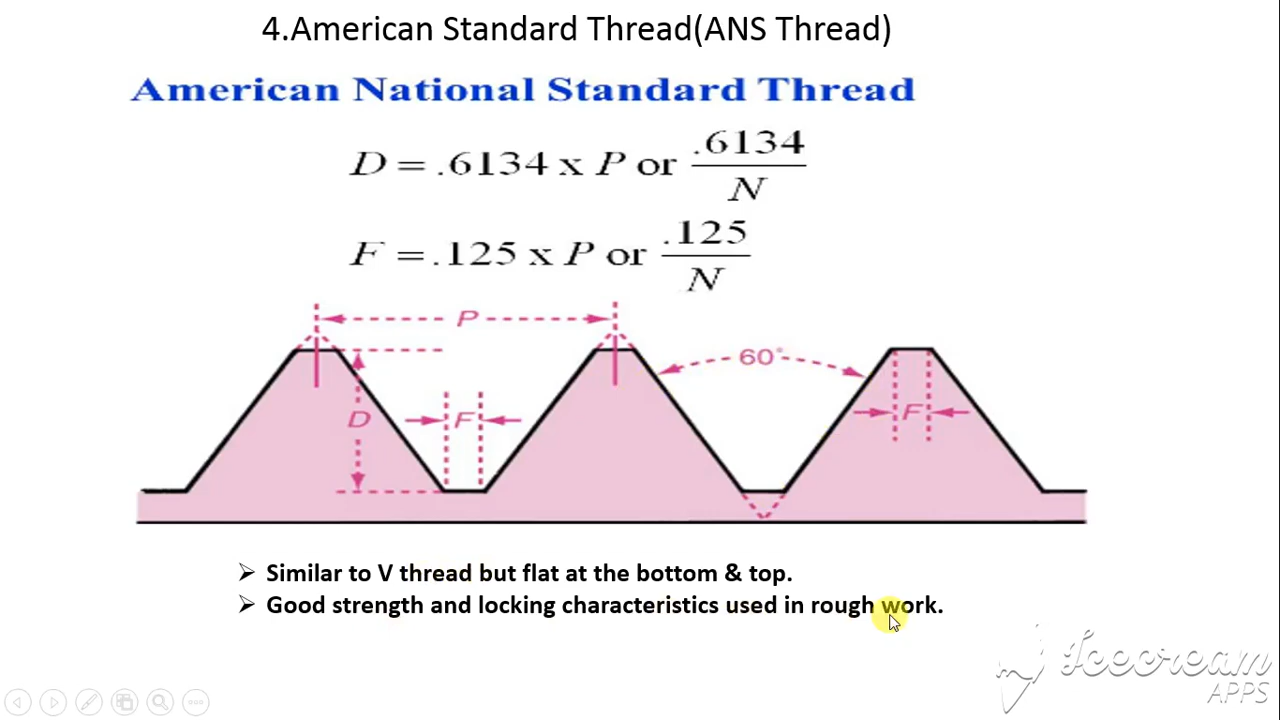 4.American Standard Thread(ANS Thread)
American National Standard Thread
D = .6134 x P or .6134/N
F = .125 x P or .125/N
P
60°
D
F
F
➢ Similar to V thread but flat at the bottom & top.
➢ Good strength and locking characteristics used in rough work.
Icecream
APPS